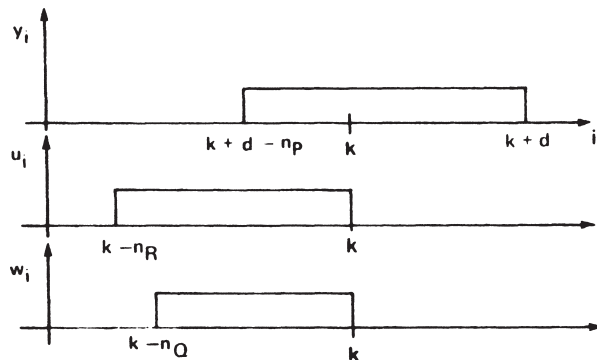 y_i
k + d - n_P k k + d i
u_i
k - n_R k
w_i
k - n_Q k